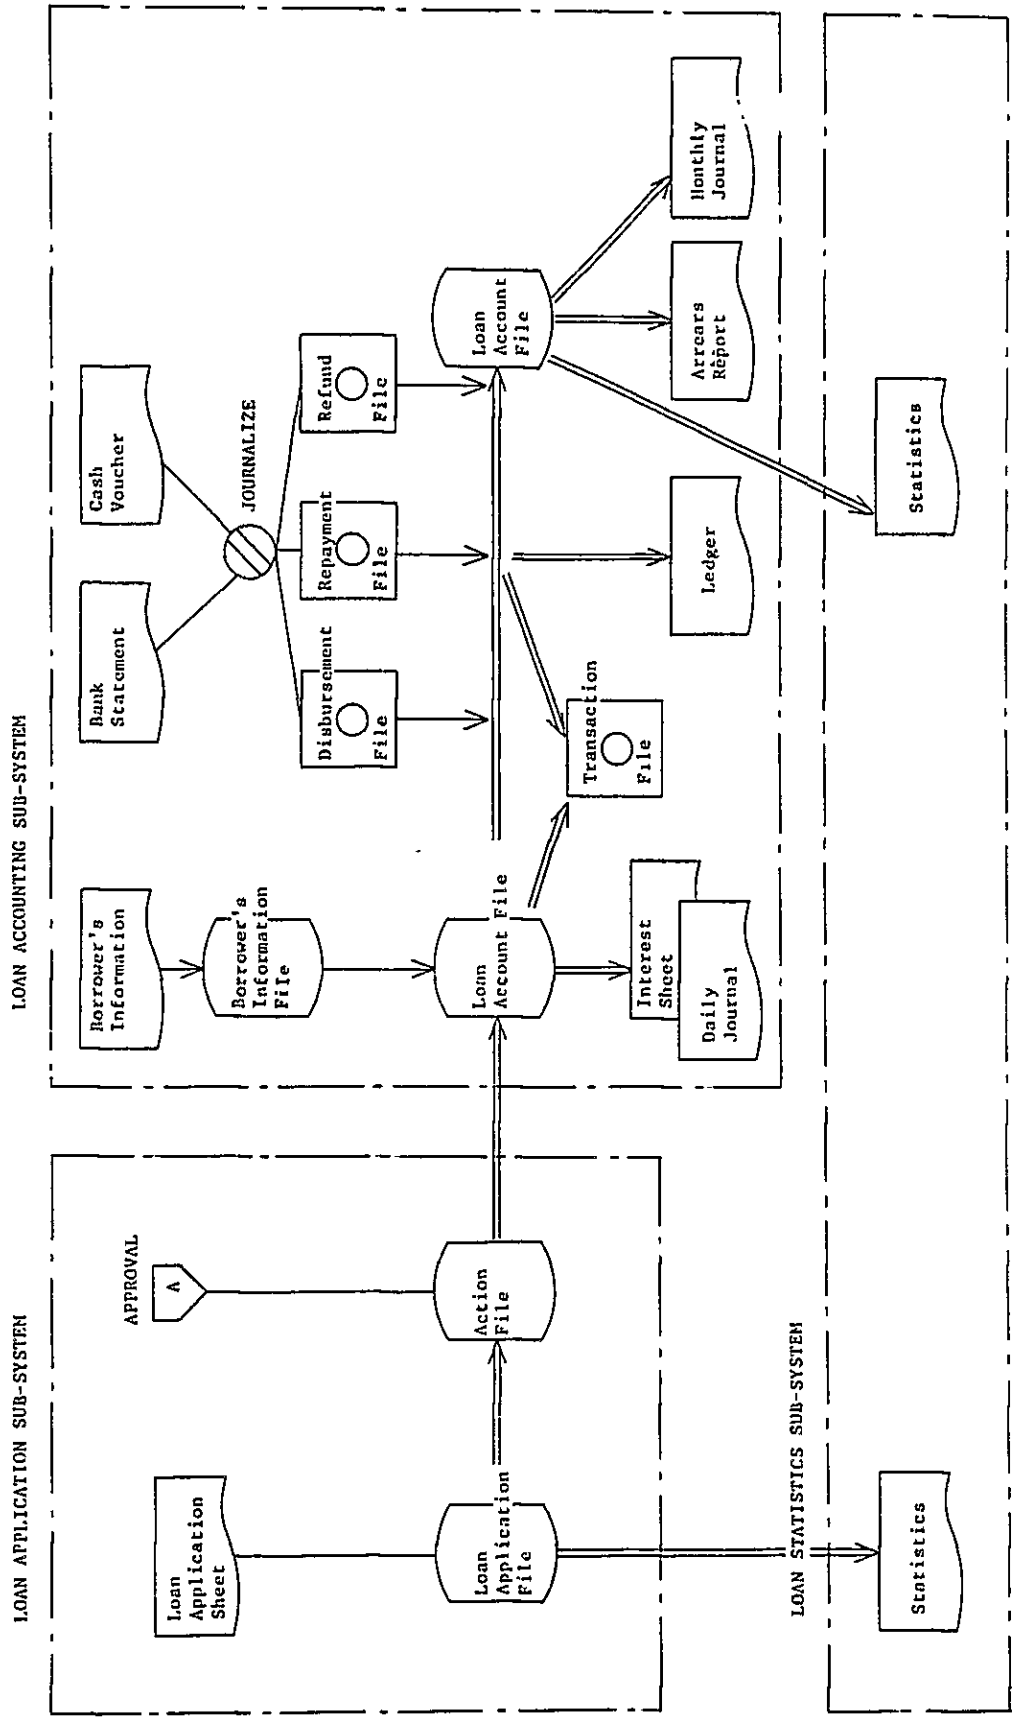 LOAN APPLICATION SUB-SYSTEM
Loan
Application
Sheet
APPROVAL
A
Loan
Application
File
Action
File
LOAN ACCOUNTING SUB-SYSTEM
Borrower's
Information
Borrower's
Information
File
Loan
Account File
Interest
Sheet
Daily
Journal
Bank
Statement
Cash
Voucher
JOURNALIZE
Disbursement
File
Repayment
File
Refund
File
Transaction
File
Ledger
Loan
Account
File
Arrears
Report
Monthly
Journal
LOAN STATISTICS SUB-SYSTEM
Statistics
Statistics